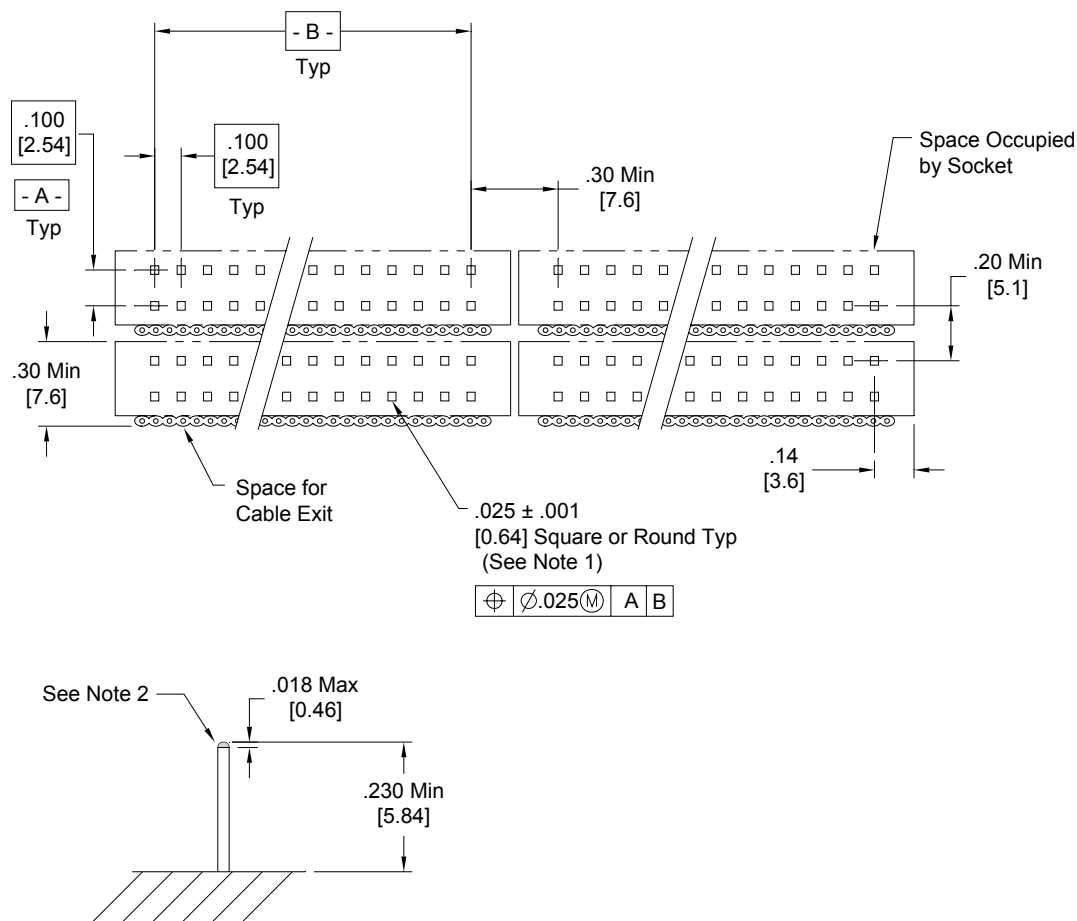 - B -
Typ
.100
[2.54]
- A -
Typ
.100
[2.54]
Typ
.30 Min
[7.6]
Space Occupied
by Socket
.20 Min
[5.1]
.30 Min
[7.6]
.14
[3.6]
Space for
Cable Exit
.025 ± .001
[0.64] Square or Round Typ
(See Note 1)
⌖ ∅.025Ⓜ A B
See Note 2
.018 Max
[0.46]
.230 Min
[5.84]